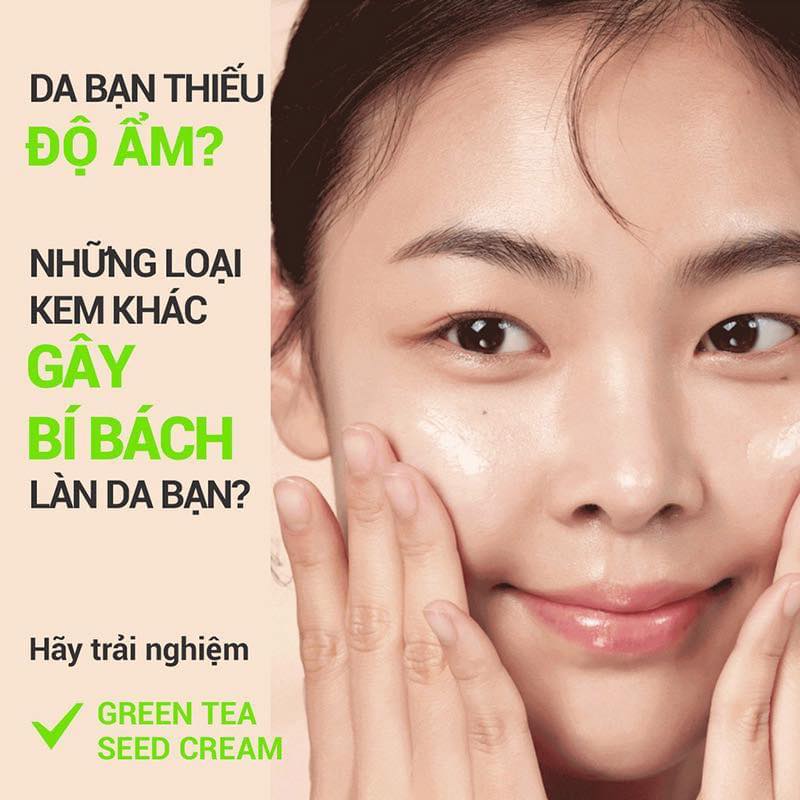 DA BẠN THIẾU
ĐỘ ẨM?
NHỮNG LOẠI
KEM KHÁC
GÂY
BÍ BÁCH
LÀN DA BẠN?
Hãy trải nghiệm
GREEN TEA
SEED CREAM